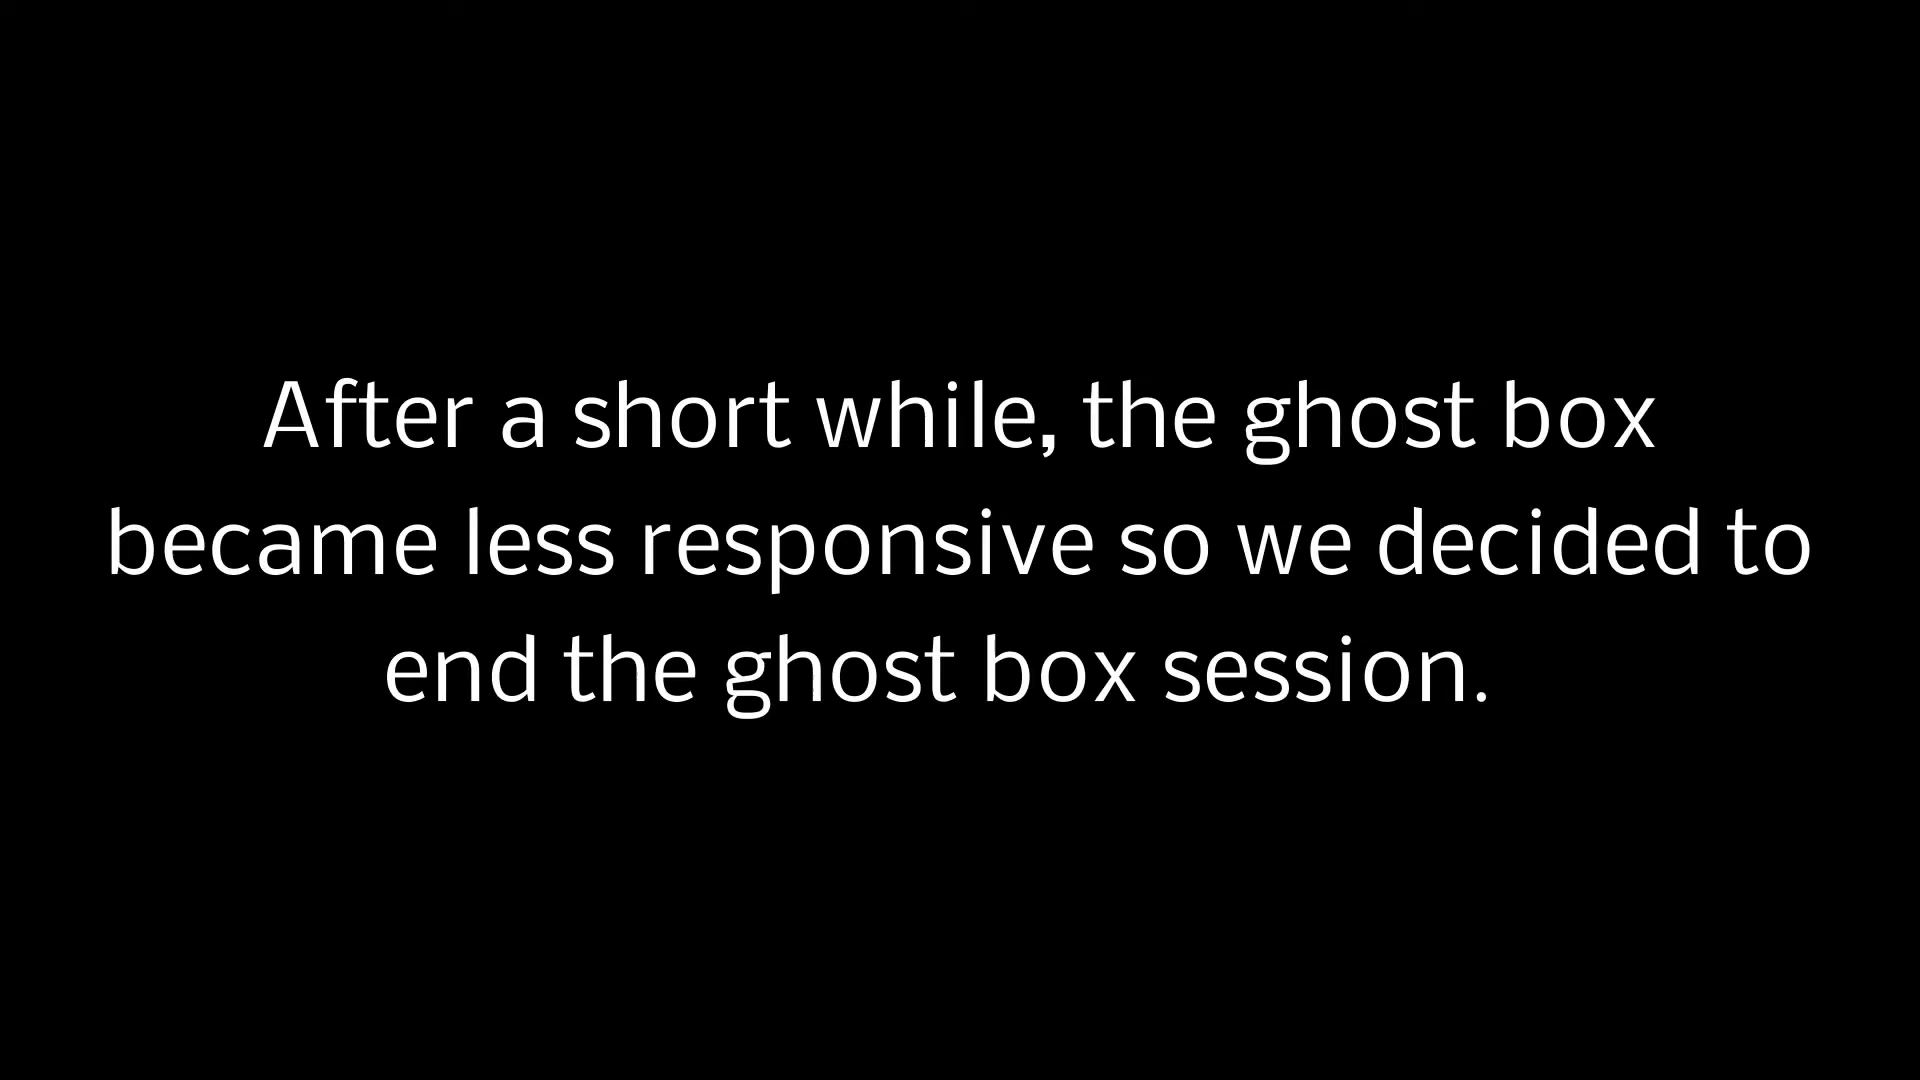 After a short while, the ghost box
became less responsive so we decided to
end the ghost box session.